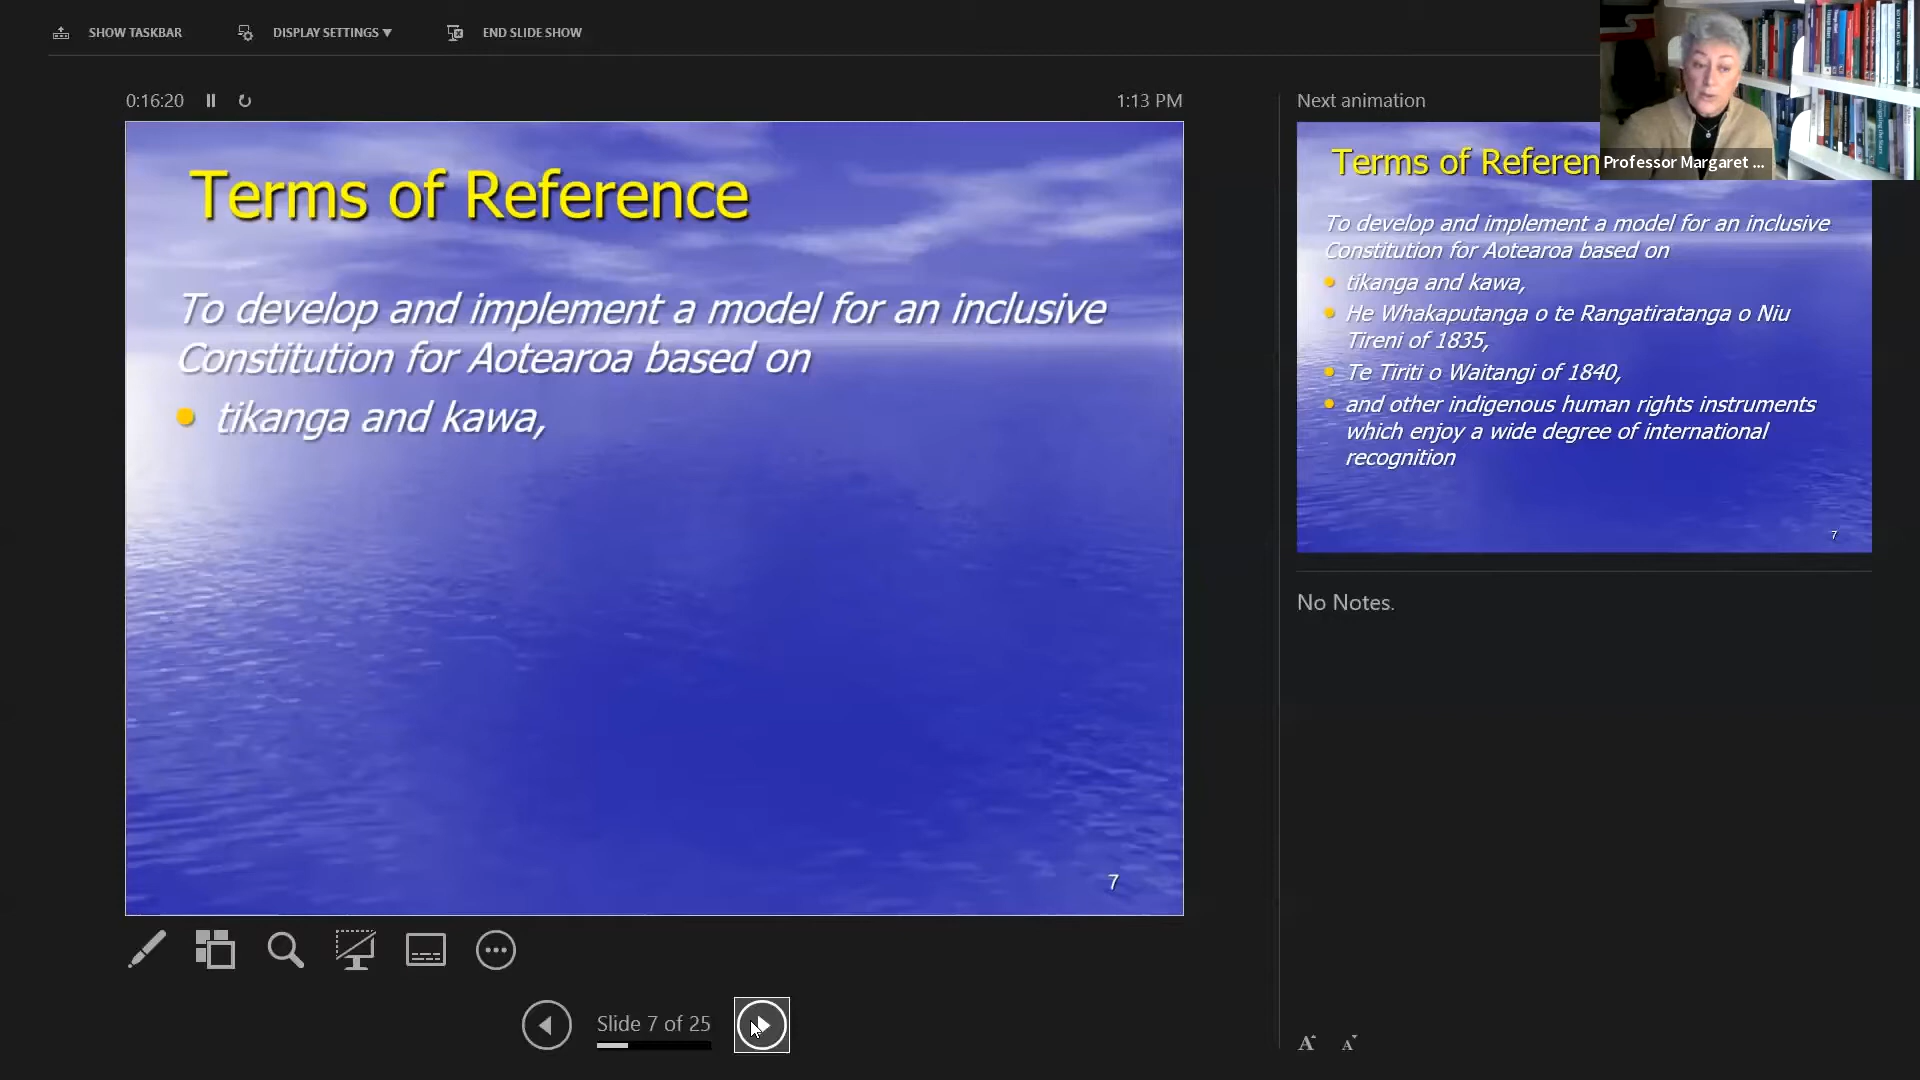 SHOW TASKBAR
DISPLAY SETTINGS ▼
END SLIDE SHOW
0:16:20
1:13 PM
Terms of Reference
To develop and implement a model for an inclusive
Constitution for Aotearoa based on
• tikanga and kawa,
7
Slide 7 of 25
Next animation
Terms of Referen
Professor Margaret ...
To develop and implement a model for an inclusive
Constitution for Aotearoa based on
• tikanga and kawa,
• He Whakaputanga o te Rangatiratanga o Niu
Tireni of 1835,
• Te Tiriti o Waitangi of 1840,
• and other indigenous human rights instruments
which enjoy a wide degree of international
recognition
7
No Notes.
A A